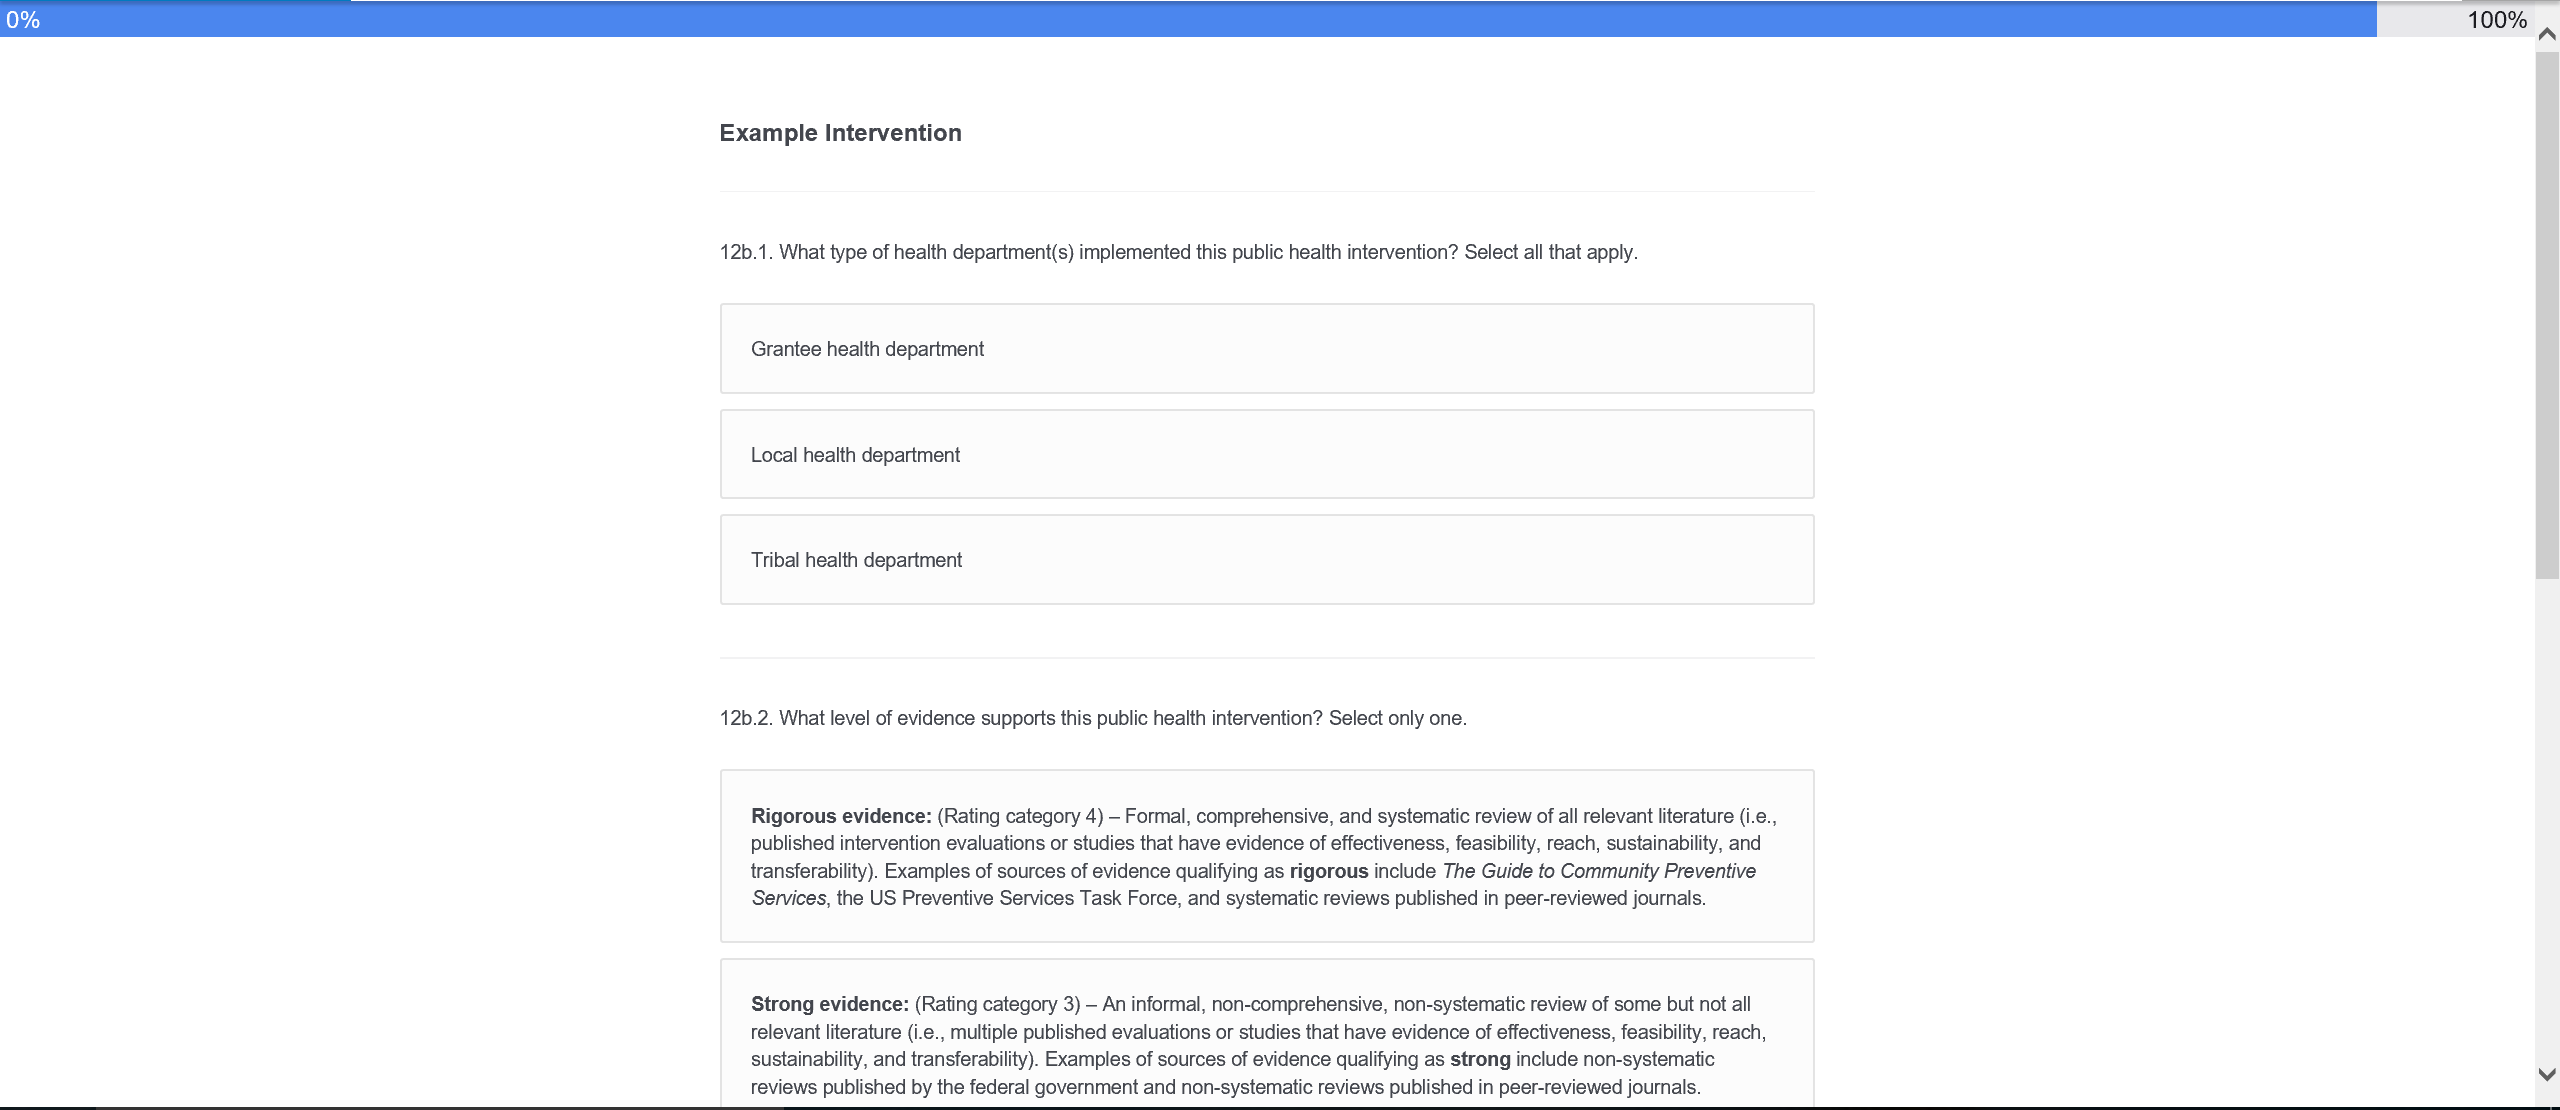 0%
100%
Example Intervention
12b.1. What type of health department(s) implemented this public health intervention? Select all that apply.
Grantee health department
Local health department
Tribal health department
12b.2. What level of evidence supports this public health intervention? Select only one.
Rigorous evidence: (Rating category 4) – Formal, comprehensive, and systematic review of all relevant literature (i.e.,
published intervention evaluations or studies that have evidence of effectiveness, feasibility, reach, sustainability, and
transferability). Examples of sources of evidence qualifying as rigorous include The Guide to Community Preventive
Services, the US Preventive Services Task Force, and systematic reviews published in peer-reviewed journals.
Strong evidence: (Rating category 3) – An informal, non-comprehensive, non-systematic review of some but not all
relevant literature (i.e., multiple published evaluations or studies that have evidence of effectiveness, feasibility, reach,
sustainability, and transferability). Examples of sources of evidence qualifying as strong include non-systematic
reviews published by the federal government and non-systematic reviews published in peer-reviewed journals.